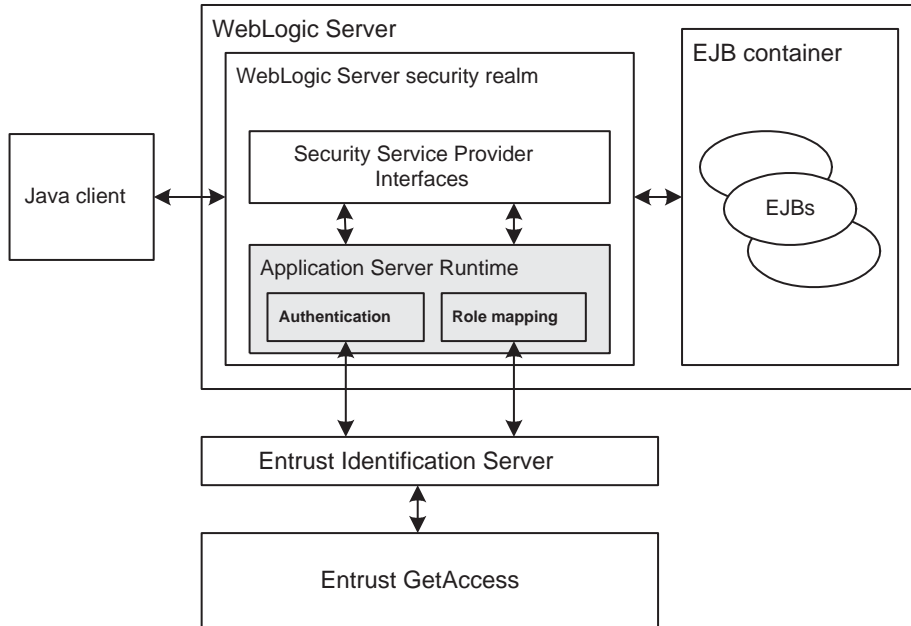 WebLogic Server
WebLogic Server security realm
EJB container
Security Service Provider
Interfaces
Java client
EJBs
Application Server Runtime
Authentication
Role mapping
Entrust Identification Server
Entrust GetAccess